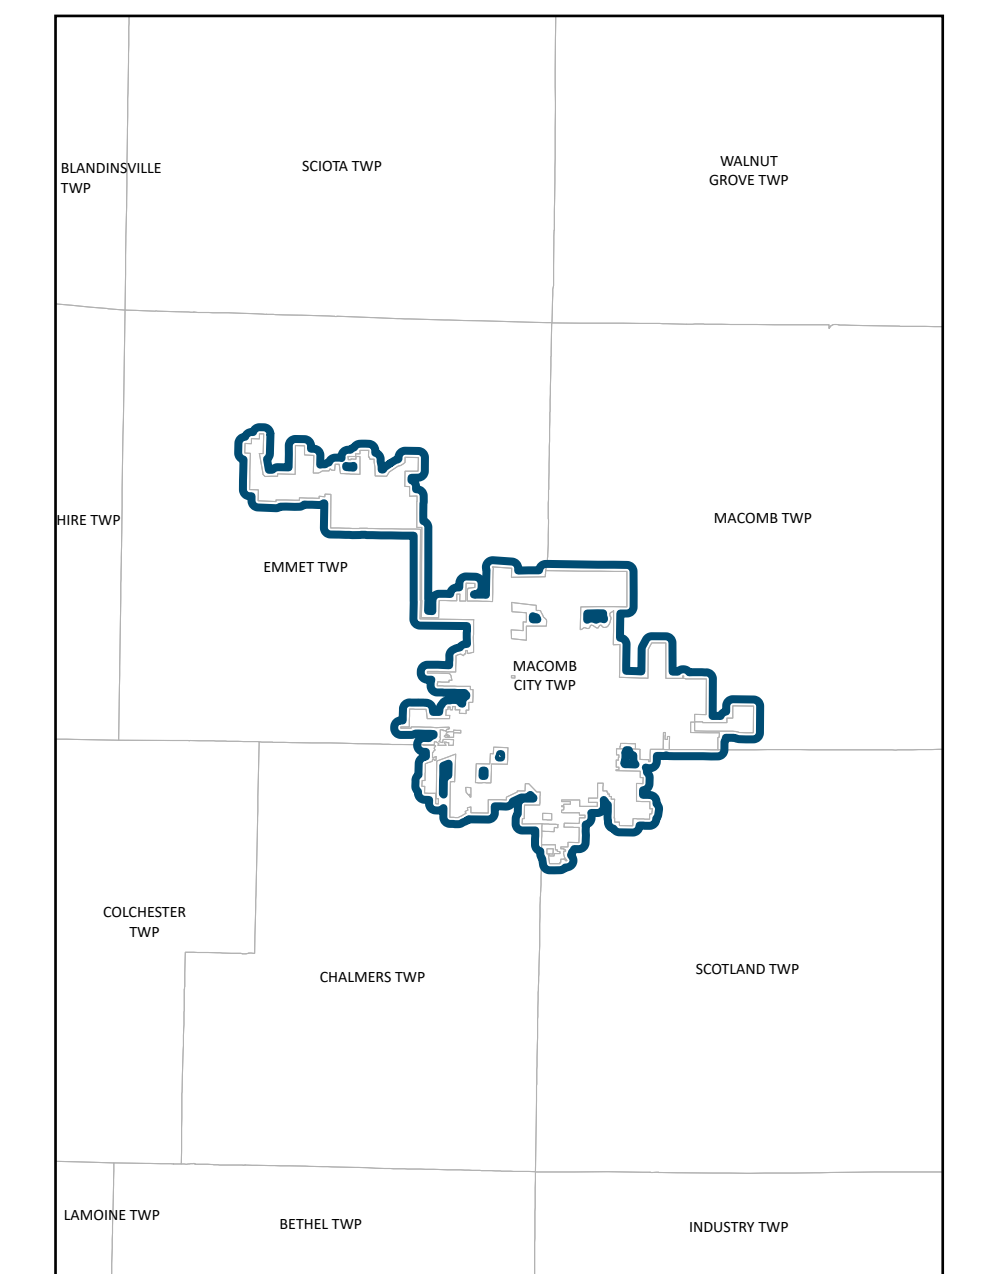 BLANDINSVILLE
TWP
SCIOTA TWP
WALNUT
GROVE TWP
HIRE TWP
EMMET TWP
MACOMB TWP
MACOMB
CITY TWP
COLCHESTER
TWP
CHALMERS TWP
SCOTLAND TWP
LAMOINE TWP
BETHEL TWP
INDUSTRY TWP